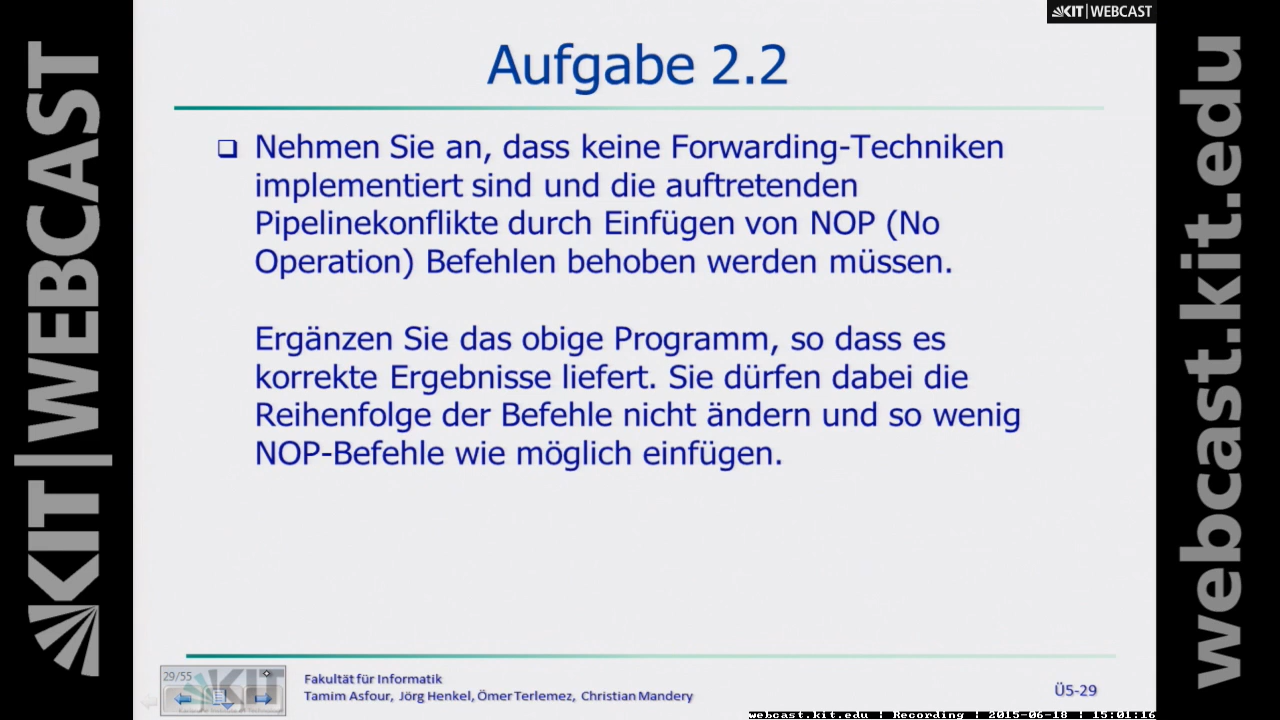 KIT | WEBCAST
Aufgabe 2.2
Nehmen Sie an, dass keine Forwarding-Techniken
implementiert sind und die auftretenden
Pipelinekonflikte durch Einfügen von NOP (No
Operation) Befehlen behoben werden müssen.
Ergänzen Sie das obige Programm, so dass es
korrekte Ergebnisse liefert. Sie dürfen dabei die
Reihenfolge der Befehle nicht ändern und so wenig
NOP-Befehle wie möglich einfügen.
29/55
KIT
Fakultät für Informatik
Tamim Asfour, Jörg Henkel, Ömer Terlemez, Christian Mandery
Ü5-29
webcast.kit.edu | Recording | 2015-06-18 | 15:01:16
KIT | WEBCAST
webcast.kit.edu